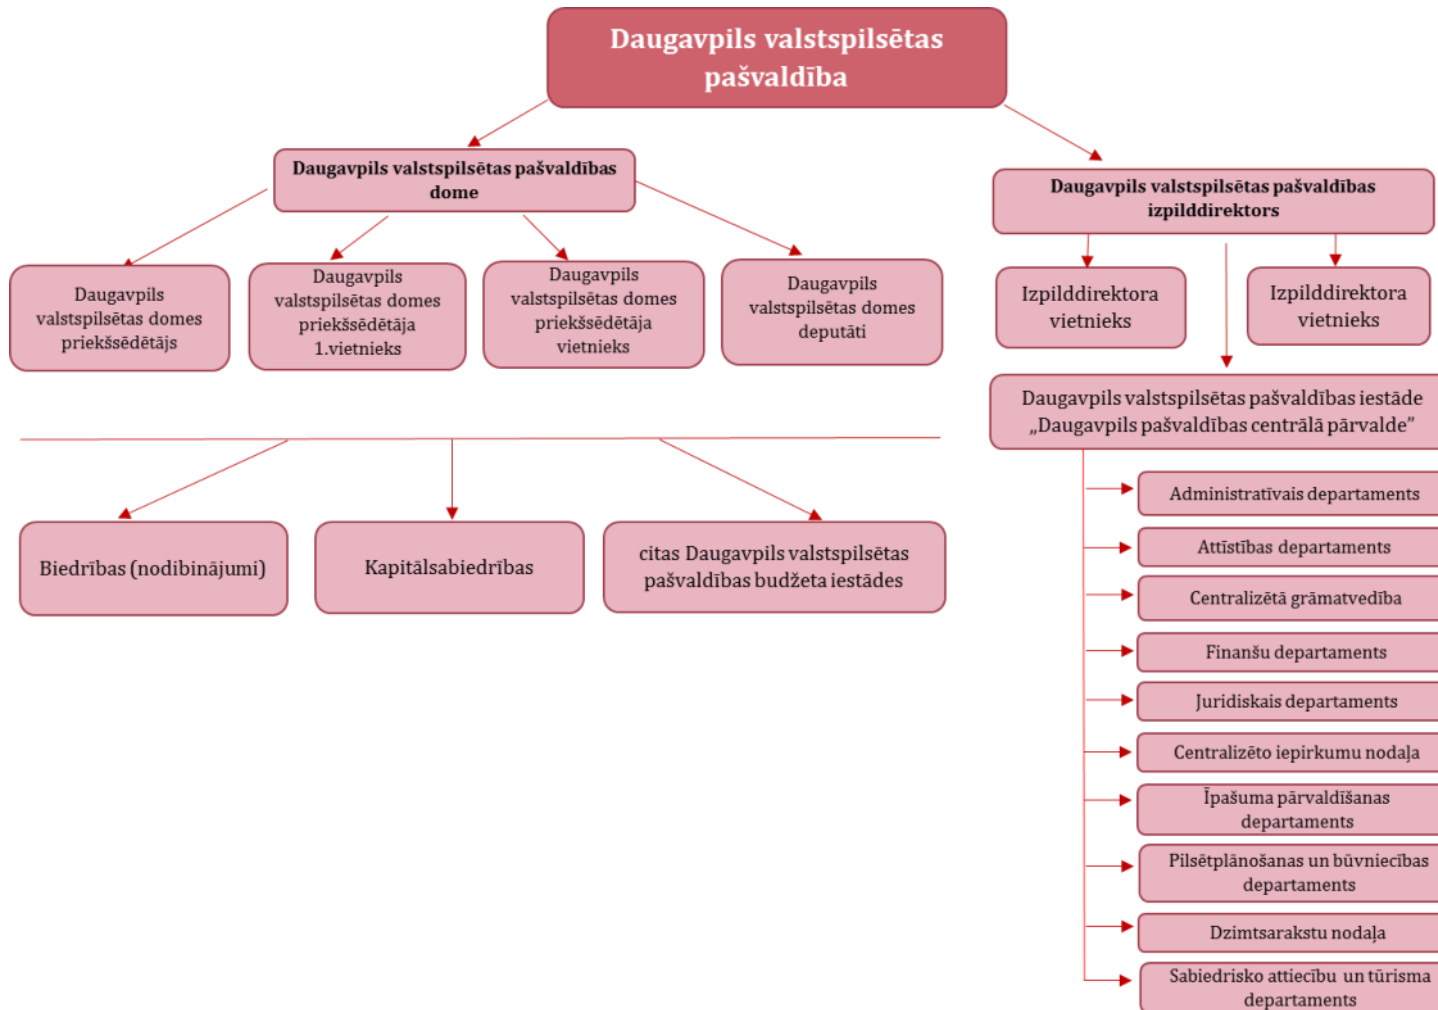 Daugavpils valstspilsētas
pašvaldība
Daugavpils valstspilsētas pašvaldības
dome
Daugavpils valstspilsētas pašvaldības
izpilddirektors
Daugavpils
valstspilsētas domes
priekšsēdētājs
Daugavpils
valstspilsētas domes
priekšsēdētāja
1.vietnieks
Daugavpils
valstspilsētas domes
priekšsēdētāja
vietnieks
Daugavpils
valstspilsētas domes
deputāti
Izpilddirektora
vietnieks
Izpilddirektora
vietnieks
Daugavpils valstspilsētas pašvaldības iestāde
„Daugavpils pašvaldības centrālā pārvalde”
Biedrības (nodibinājumi)
Kapitālsabiedrības
citas Daugavpils valstspilsētas
pašvaldības budžeta iestādes
Administratīvais departaments
Attīstības departaments
Centralizētā grāmatvedība
Finanšu departaments
Juridiskais departaments
Centralizēto iepirkumu nodaļa
Īpašuma pārvaldīšanas
departaments
Pilsētplānošanas un būvniecības
departaments
Dzimtsarakstu nodaļa
Sabiedrisko attiecību un tūrisma
departaments